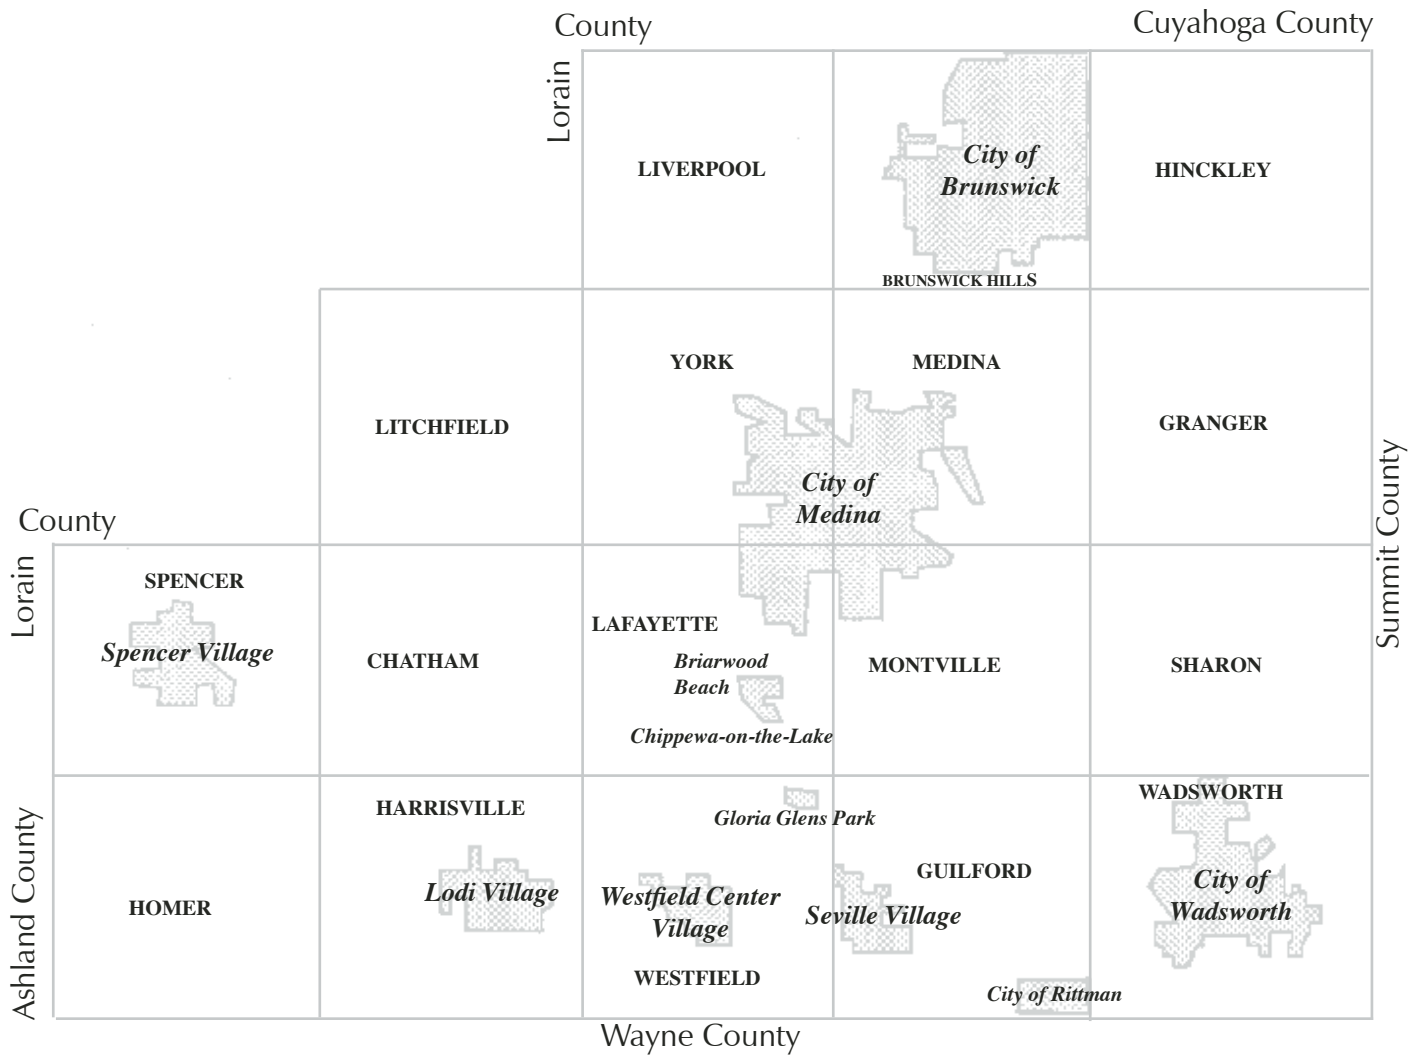 County
Cuyahoga County
Lorain
LIVERPOOL
City of
Brunswick
HINCKLEY
BRUNSWICK HILLS
YORK
MEDINA
LITCHFIELD
GRANGER
City of
Medina
Summit County
County
Lorain
SPENCER
Spencer Village
CHATHAM
LAFAYETTE
Briarwood
Beach
MONTVILLE
SHARON
Chippewa-on-the-Lake
WADSWORTH
HARRISVILLE
Gloria Glens Park
Ashland County
HOMER
Lodi Village
Westfield Center
Village
GUILFORD
Seville Village
City of
Wadsworth
WESTFIELD
City of Rittman
Wayne County